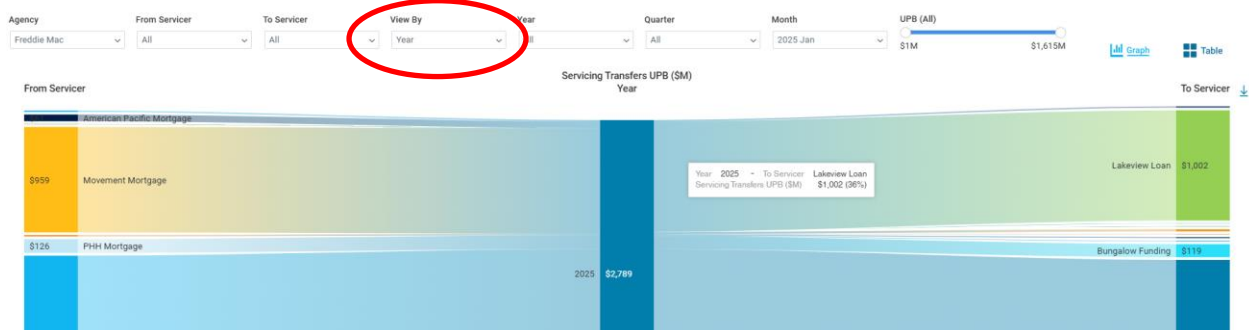 Agency From Servicer To Servicer View By Year Quarter Month UPB (All)
Freddie Mac All All Year All 2025 Jan
$1M $1,615M
Graph Table
Servicing Transfers UPB ($M)
From Servicer Year To Servicer
American Pacific Mortgage
$959 Movement Mortgage
Lakeview Loan $1,002
Year 2025 - To Servicer Lakeview Loan
Servicing Transfers UPB ($M) $1,002 (36%)
$126 PHH Mortgage
Bungalow Funding $119
2025 $2,789